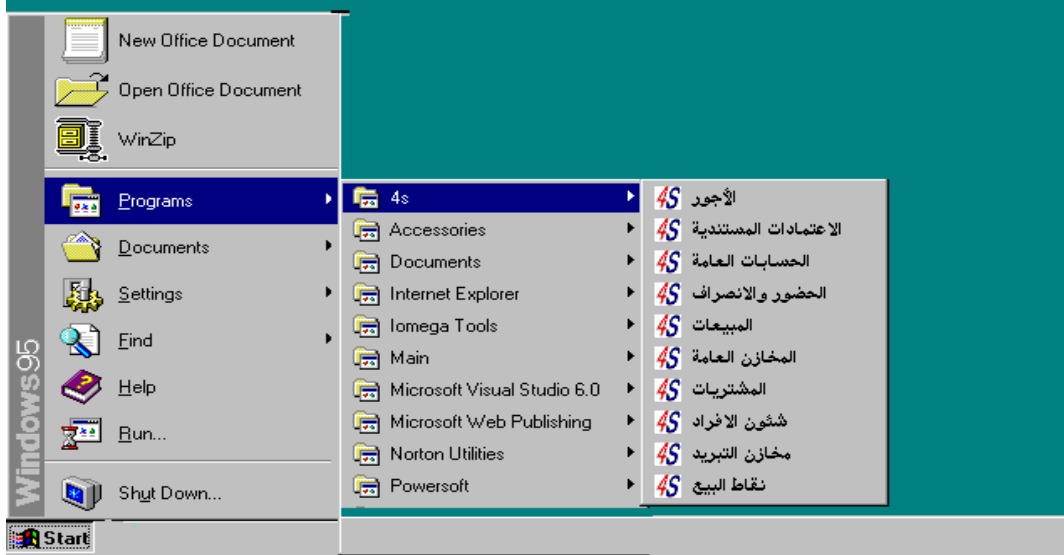 New Office Document
Open Office Document
WinZip
Programs
Documents
Settings
Find
Help
Run...
Shut Down...
Windows95
Start
4s
Accessories
Documents
Internet Explorer
Iomega Tools
Main
Microsoft Visual Studio 6.0
Microsoft Web Publishing
Norton Utilities
Powersoft
4S الأجور
4S الاعتمادات المستندية
4S الحسابات العامة
4S الحضور والانصراف
4S المبيعات
4S المخازن العامة
4S المشتريات
4S شئون الافراد
4S مخازن التبريد
4S نقاط البيع